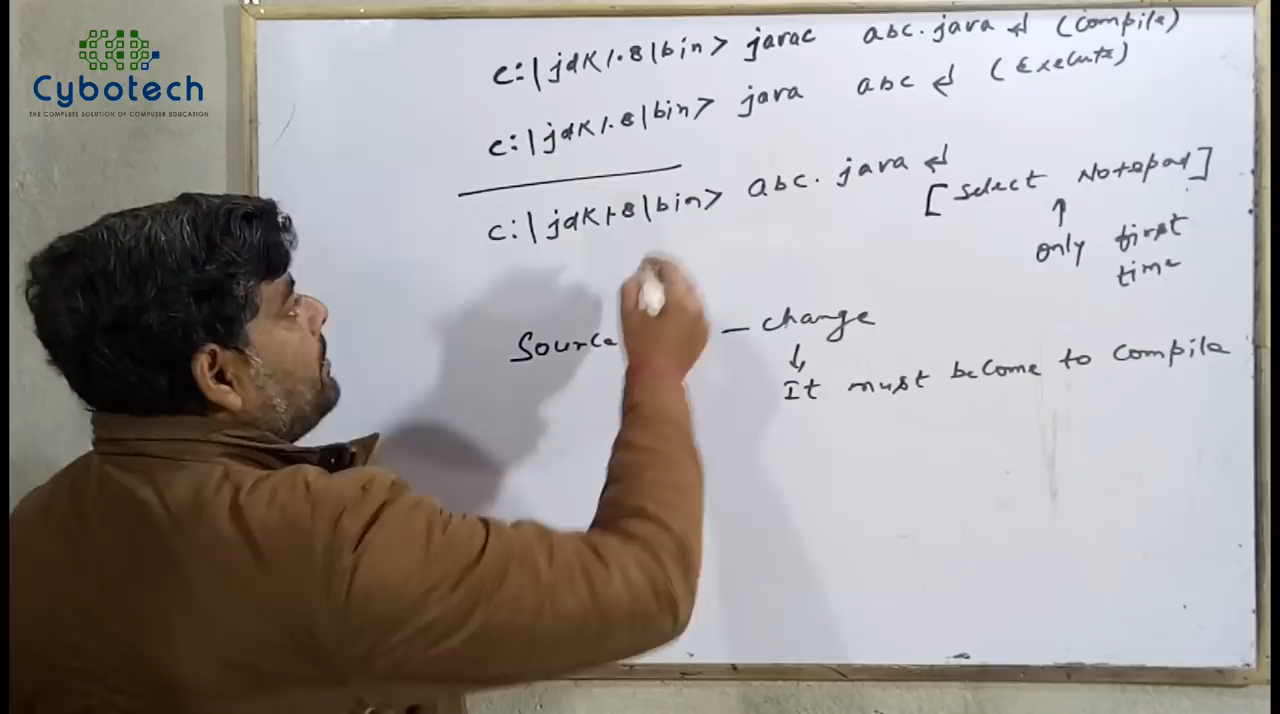 Cybotech
THE COMPLETE SOLUTION OF COMPUTER EDUCATION
c:\jdk1.8\bin> javac abc.java ↵ (Compile)
c:\jdk1.8\bin> java abc ↵ (Execute)
c:\jdk1.8\bin> abc.java ↵
[Select Notepad]
↑
only first
time
Source — change
↓
It must become to compile